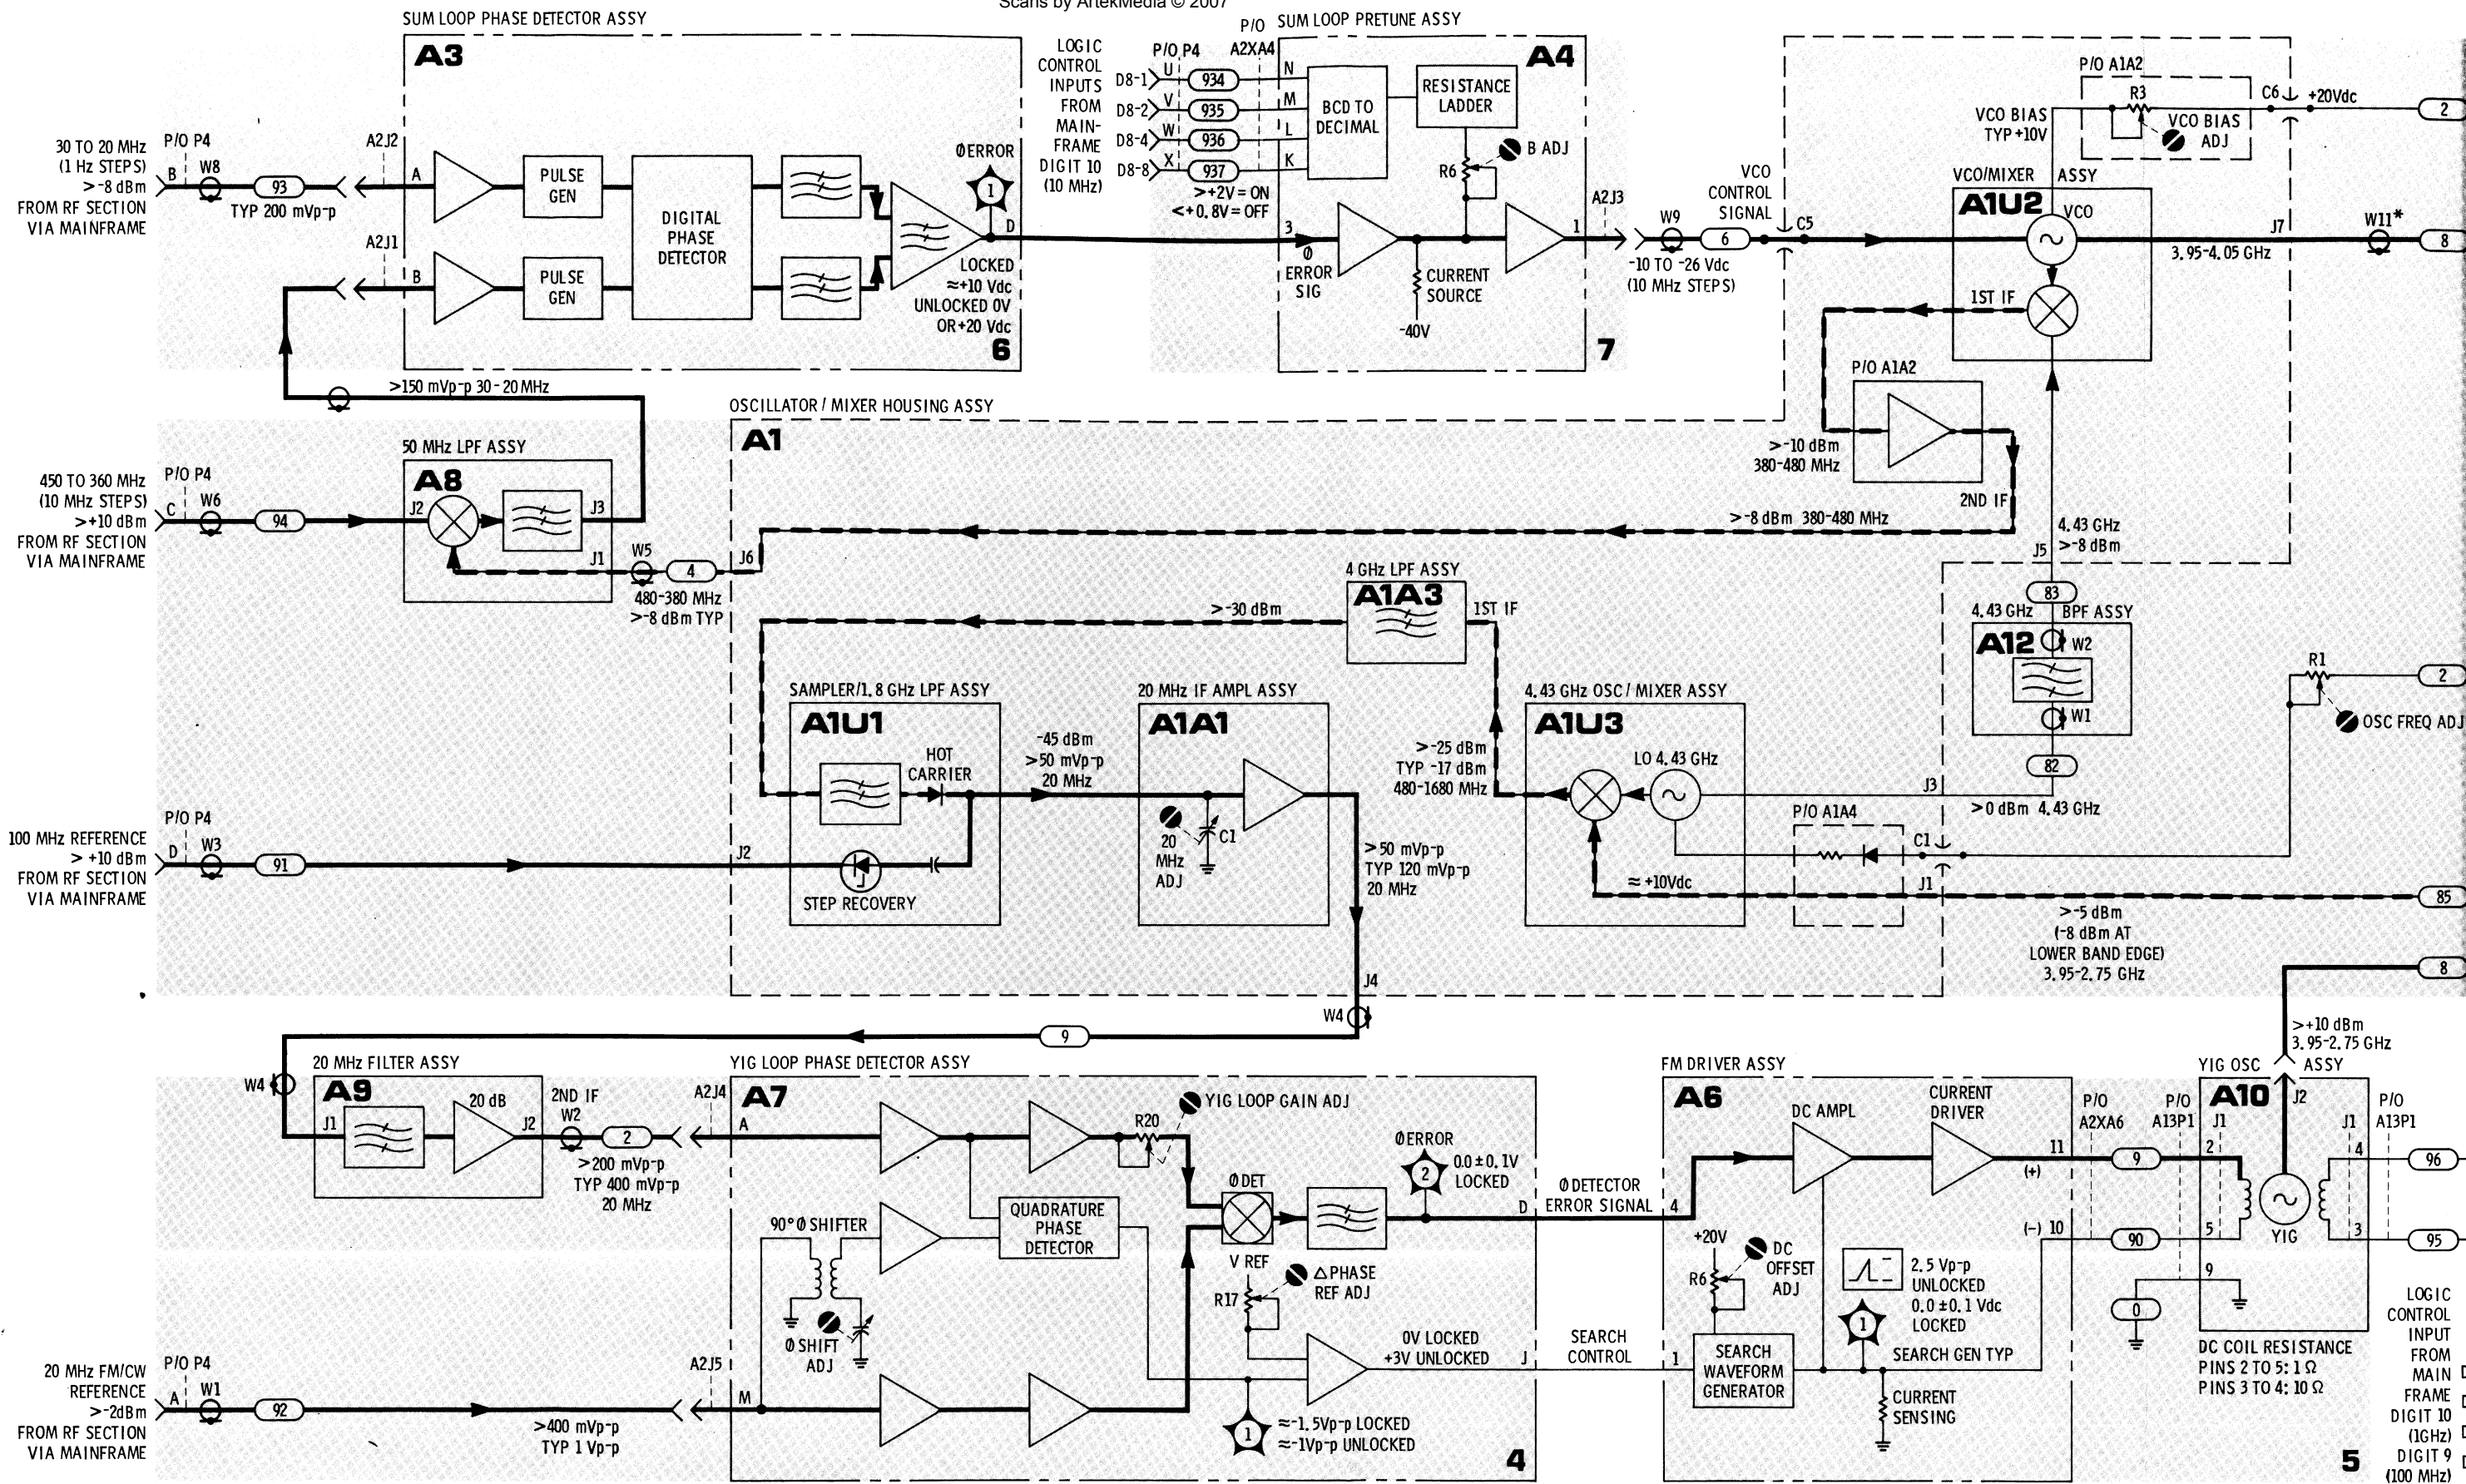 Scans by ArtekMedia © 2007
SUM LOOP PHASE DETECTOR ASSY
A3
30 TO 20 MHz
(1 Hz STEPS)
>-8 dBm
FROM RF SECTION
VIA MAINFRAME
P/O P4
B
W8
93
TYP 200 mVp-p
A2J2
A
A2J1
B
PULSE
GEN
PULSE
GEN
DIGITAL
PHASE
DETECTOR
ØERROR
1
D
LOCKED
≈+10 Vdc
UNLOCKED 0V
OR+20 Vdc
6
>150 mVp-p 30-20 MHz
LOGIC
CONTROL
INPUTS
FROM
MAIN-
FRAME
DIGIT 10
(10 MHz)
P/O P4
D8-1
U
934
D8-2
V
935
D8-4
W
936
D8-8
X
937
>+2V = ON
<+0.8V= OFF
P/O
A2XA4
SUM LOOP PRETUNE ASSY
A4
N
M
L
K
BCD TO
DECIMAL
RESISTANCE
LADDER
R6
B ADJ
3
Ø
ERROR
SIG
CURRENT
SOURCE
-40V
1
7
A2J3
W9
6
-10 TO -26 Vdc
(10 MHz STEPS)
VCO
CONTROL
SIGNAL
C5
P/O A1A2
R3
VCO BIAS
ADJ
C6
+20Vdc
2
VCO BIAS
TYP +10V
VCO/MIXER ASSY
A1U2
VCO
J7
W11*
8
3.95-4.05 GHz
1ST IF
P/O A1A2
>-10 dBm
380-480 MHz
2ND IF
>-8 dBm 380-480 MHz
4.43 GHz
>-8 dBm
J5
OSCILLATOR / MIXER HOUSING ASSY
A1
50 MHz LPF ASSY
A8
450 TO 360 MHz
(10 MHz STEPS)
>+10 dBm
FROM RF SECTION
VIA MAINFRAME
P/O P4
C
W6
94
J2
J3
J1
W5
4
J6
480-380 MHz
>-8 dBm TYP
4 GHz LPF ASSY
A1A3
>-30 dBm
1ST IF
83
4.43 GHz BPF ASSY
A12
W2
W1
82
R1
2
OSC FREQ ADJ
SAMPLER/1.8 GHz LPF ASSY
A1U1
HOT
CARRIER
STEP RECOVERY
-45 dBm
>50 mVp-p
20 MHz
20 MHz IF AMPL ASSY
A1A1
20
MHz
ADJ
C1
>50 mVp-p
TYP 120 mVp-p
20 MHz
J4
W4
>-25 dBm
TYP -17 dBm
480-1680 MHz
4.43 GHz OSC / MIXER ASSY
A1U3
LO 4.43 GHz
≈ +10Vdc
J3
>0 dBm 4.43 GHz
P/O A1A4
C1
J1
85
>-5 dBm
(-8 dBm AT
LOWER BAND EDGE)
3.95-2.75 GHz
100 MHz REFERENCE
> +10 dBm
FROM RF SECTION
VIA MAINFRAME
P/O P4
D
W3
91
J2
9
8
>+10 dBm
3.95-2.75 GHz
W4
20 MHz FILTER ASSY
A9
20 dB
J1
J2
2ND IF
W2
2
>200 mVp-p
TYP 400 mVp-p
20 MHz
A2J4
YIG LOOP PHASE DETECTOR ASSY
A7
A
R20
YIG LOOP GAIN ADJ
90° Ø SHIFTER
QUADRATURE
PHASE
DETECTOR
Ø DET
ØERROR
2
0.0 ± 0.1V
LOCKED
D
V REF
R17
△ PHASE
REF ADJ
Ø SHIFT
ADJ
0V LOCKED
+3V UNLOCKED
J
1
≈-1.5Vp-p LOCKED
≈-1Vp-p UNLOCKED
4
20 MHz FM/CW
REFERENCE
>-2dBm
FROM RF SECTION
VIA MAINFRAME
P/O P4
A
W1
92
>400 mVp-p
TYP 1 Vp-p
A2J5
M
Ø DETECTOR
ERROR SIGNAL
SEARCH
CONTROL
FM DRIVER ASSY
A6
4
DC AMPL
CURRENT
DRIVER
11
(+)
(-) 10
+20V
R6
DC
OFFSET
ADJ
2.5 Vp-p
UNLOCKED
0.0 ±0.1 Vdc
LOCKED
1
1
SEARCH
WAVEFORM
GENERATOR
SEARCH GEN TYP
CURRENT
SENSING
P/O
A2XA6
P/O
A13P1
9
90
0
YIG OSC ASSY
A10
J2
J1
2
5
9
YIG
J1
4
3
P/O
A13P1
96
95
DC COIL RESISTANCE
PINS 2 TO 5: 1 Ω
PINS 3 TO 4: 10 Ω
5
LOGIC
CONTROL
INPUT
FROM
MAIN
FRAME
DIGIT 10
(1GHz)
DIGIT 9
(100 MHz)